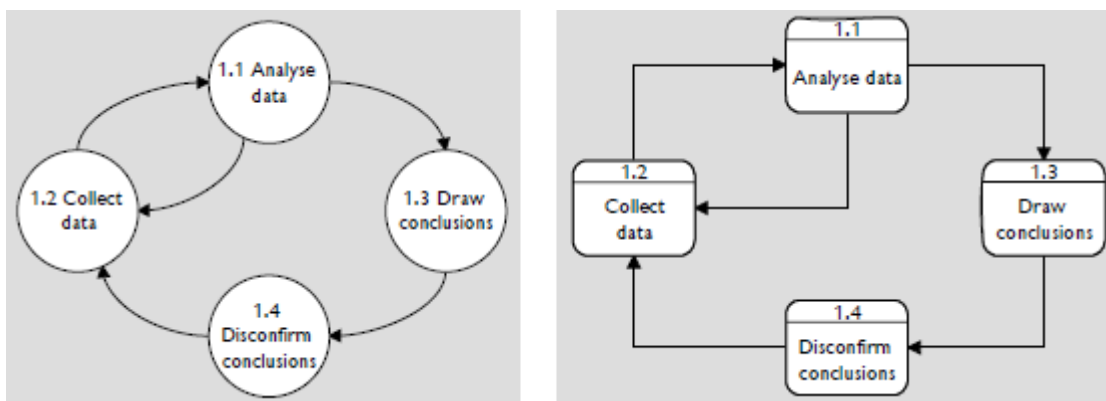 1.1 Analyse
data
1.2 Collect
data
1.3 Draw
conclusions
1.4
Disconfirm
conclusions
1.1
Analyse data
1.2
Collect
data
1.3
Draw
conclusions
1.4
Disconfirm
conclusions